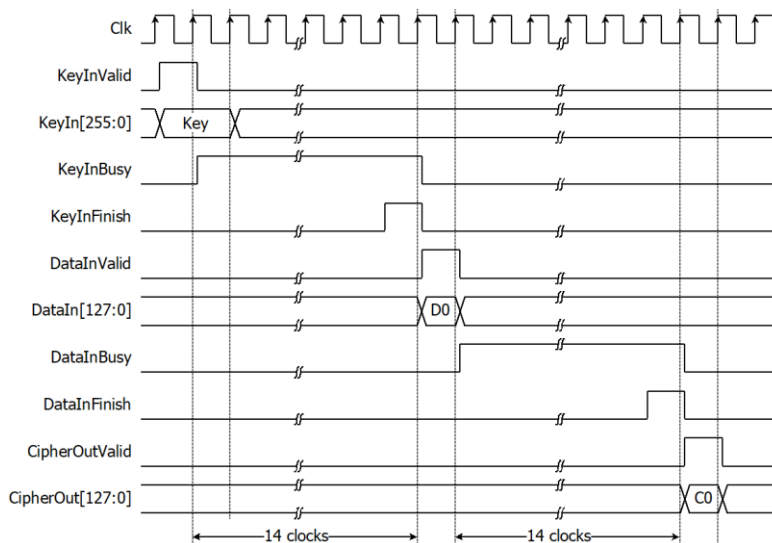 Clk
KeyInValid
KeyIn[255:0] Key
KeyInBusy
KeyInFinish
DataInValid
DataIn[127:0] D0
DataInBusy
DataInFinish
CipherOutValid
CipherOut[127:0] C0
14 clocks 14 clocks